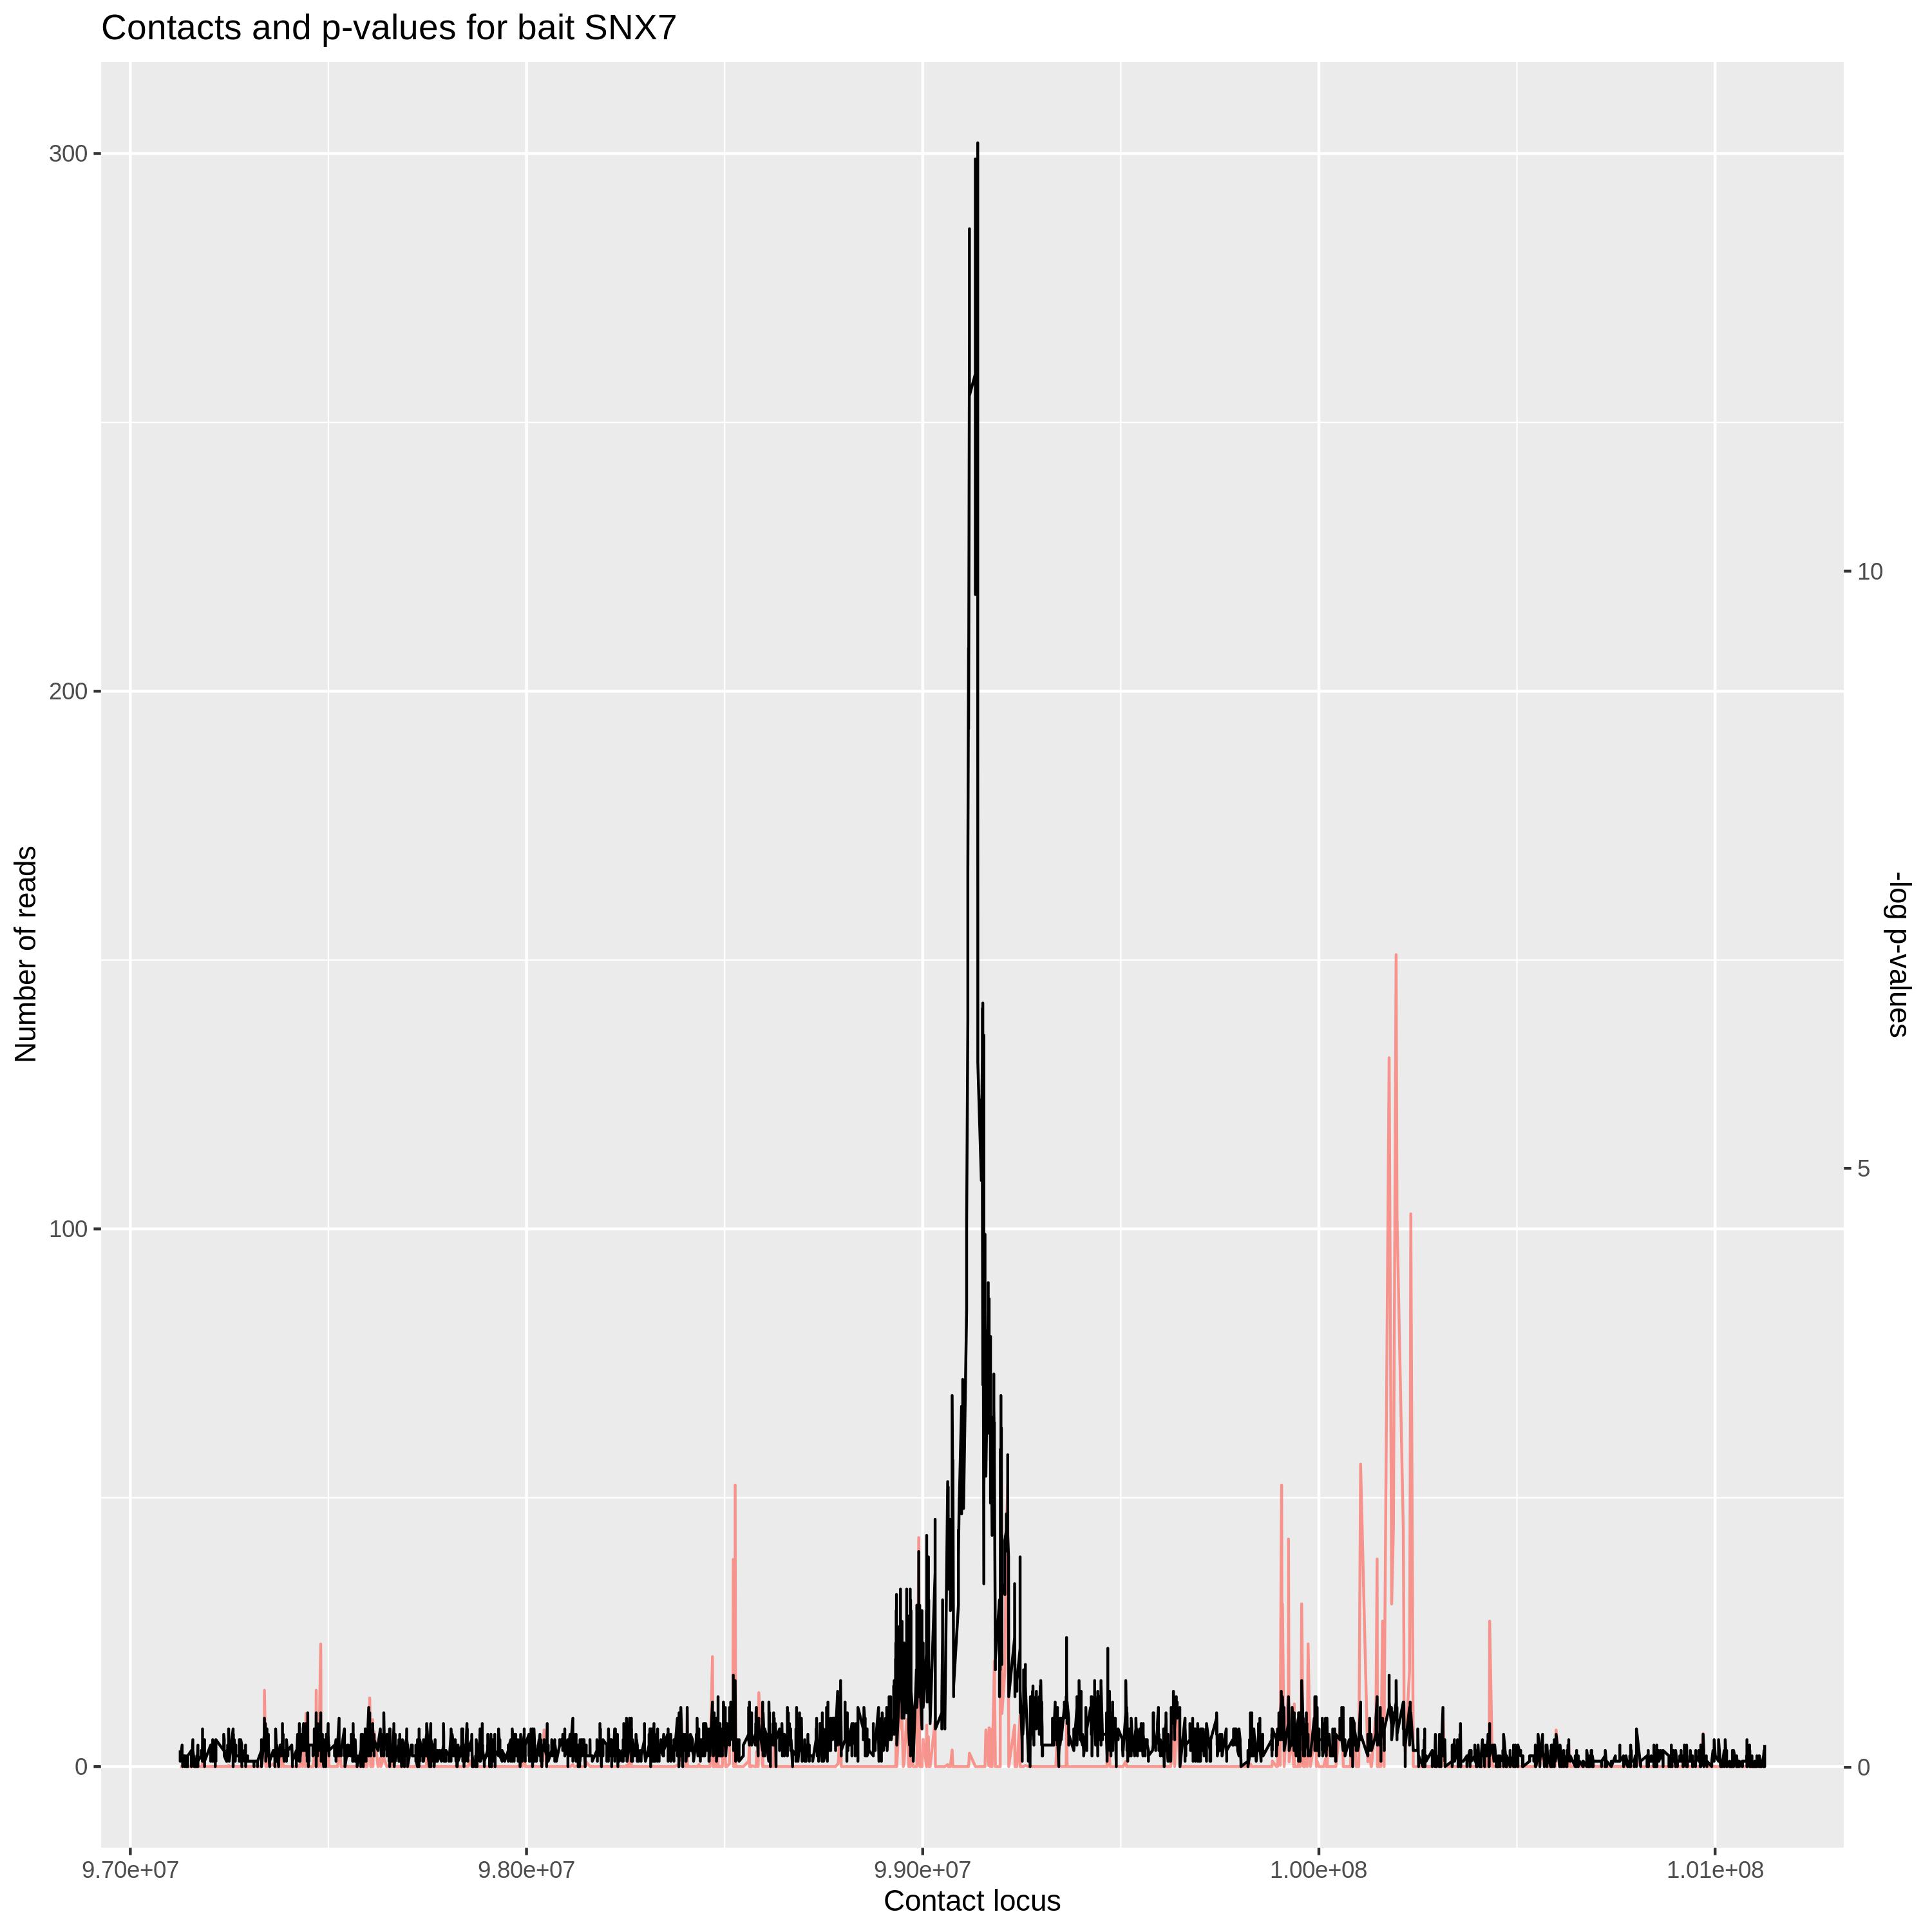 Contacts and p-values for bait SNX7
300
200
100
0
Number of reads
10
5
0
-log p-values
9.70e+07
9.80e+07
9.90e+07
1.00e+08
1.01e+08
Contact locus